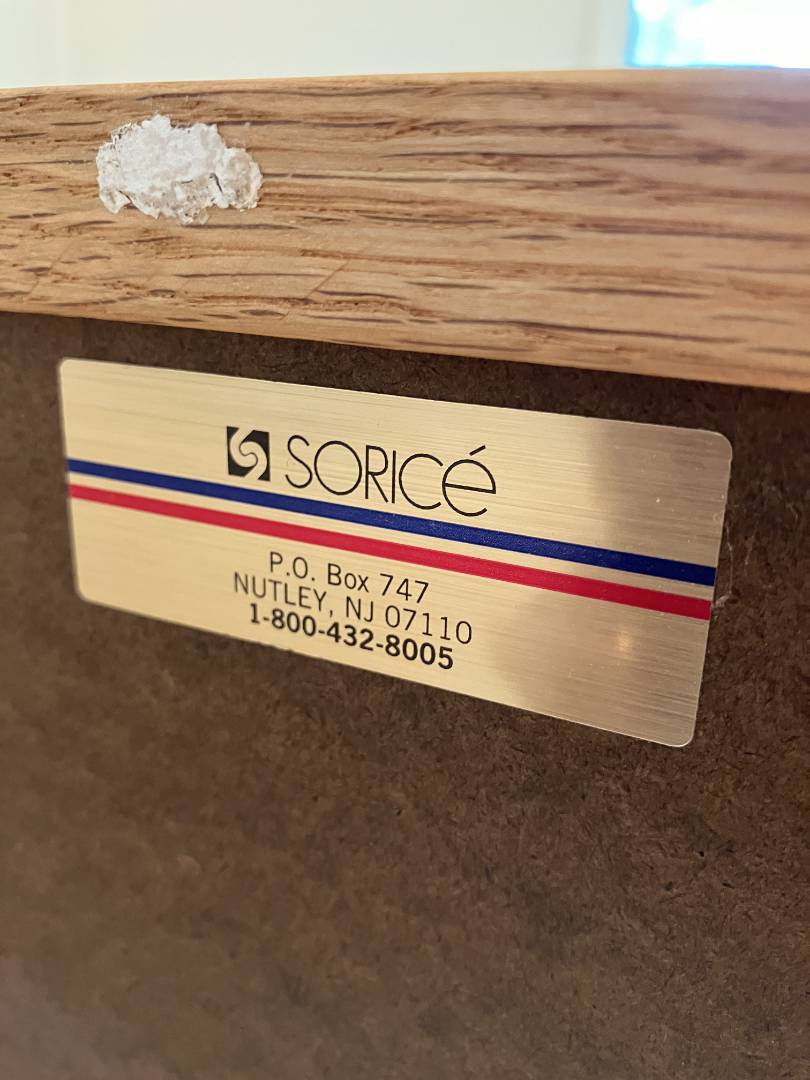 SORICé
P.O. Box 747
NUTLEY, NJ 07110
1-800-432-8005